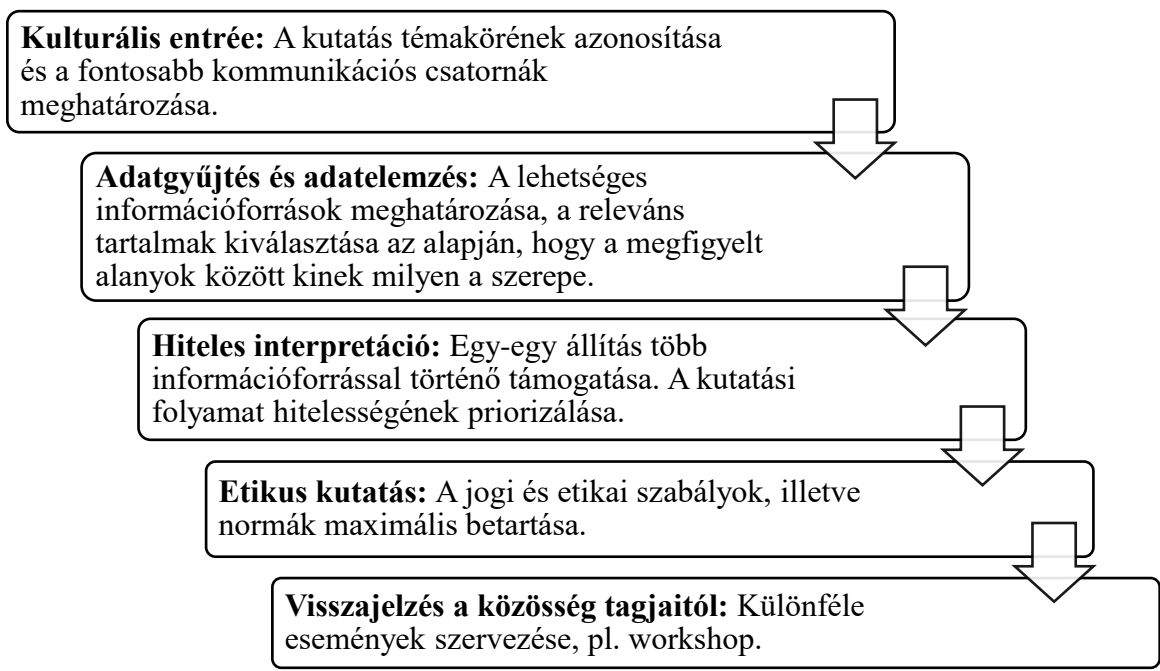 Kulturális entrée: A kutatás témakörének azonosítása
és a fontosabb kommunikációs csatornák
meghatározása.
Adatgyűjtés és adatelemzés: A lehetséges
információforrások meghatározása, a releváns
tartalmak kiválasztása az alapján, hogy a megfigyelt
alanyok között kinek milyen a szerepe.
Hiteles interpretáció: Egy-egy állítás több
információforrással történő támogatása. A kutatási
folyamat hitelességének priorizálása.
Etikus kutatás: A jogi és etikai szabályok, illetve
normák maximális betartása.
Visszajelzés a közösség tagjaitól: Különféle
események szervezése, pl. workshop.